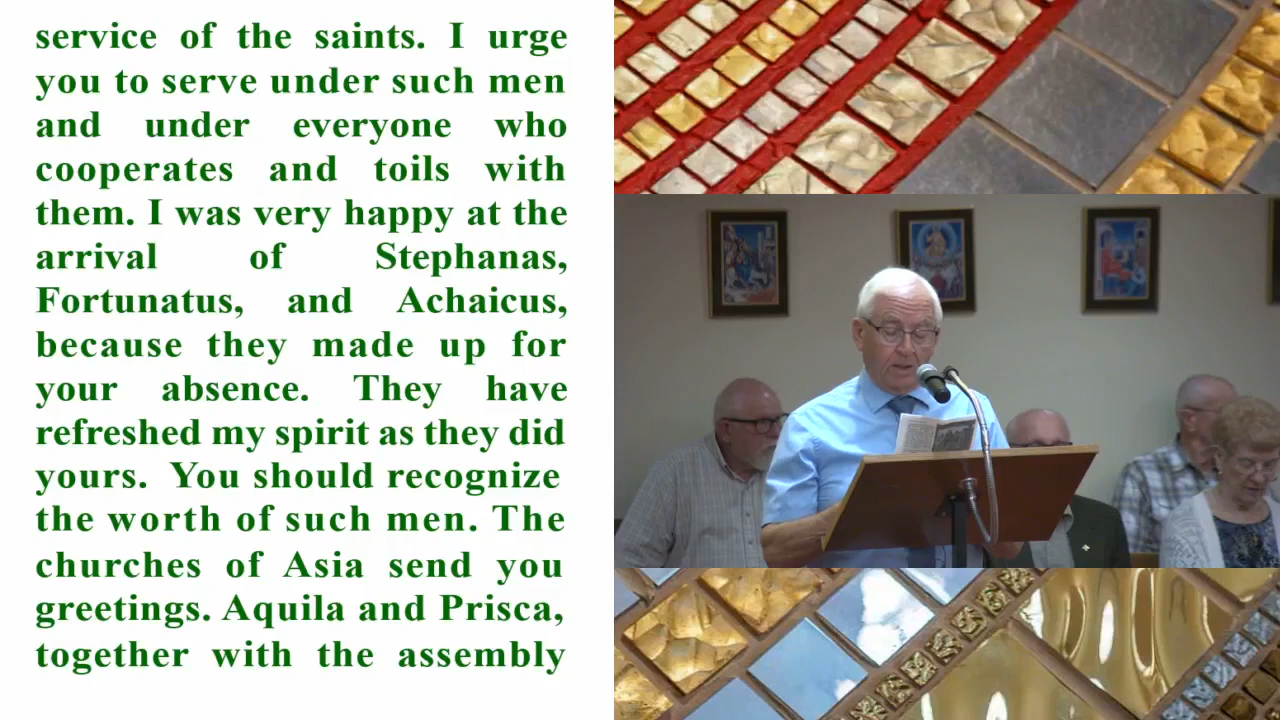 service of the saints. I urge
you to serve under such men
and under everyone who
cooperates and toils with
them. I was very happy at the
arrival of Stephanas,
Fortunatus, and Achaicus,
because they made up for
your absence. They have
refreshed my spirit as they did
yours. You should recognize
the worth of such men. The
churches of Asia send you
greetings. Aquila and Prisca,
together with the assembly